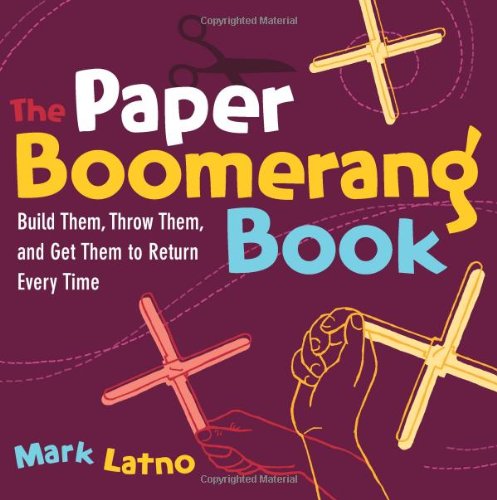 Copyrighted Material
The Paper
Boomerang
Book
Build Them, Throw Them,
and Get Them to Return
Every Time
Mark Latno
Copyrighted Material